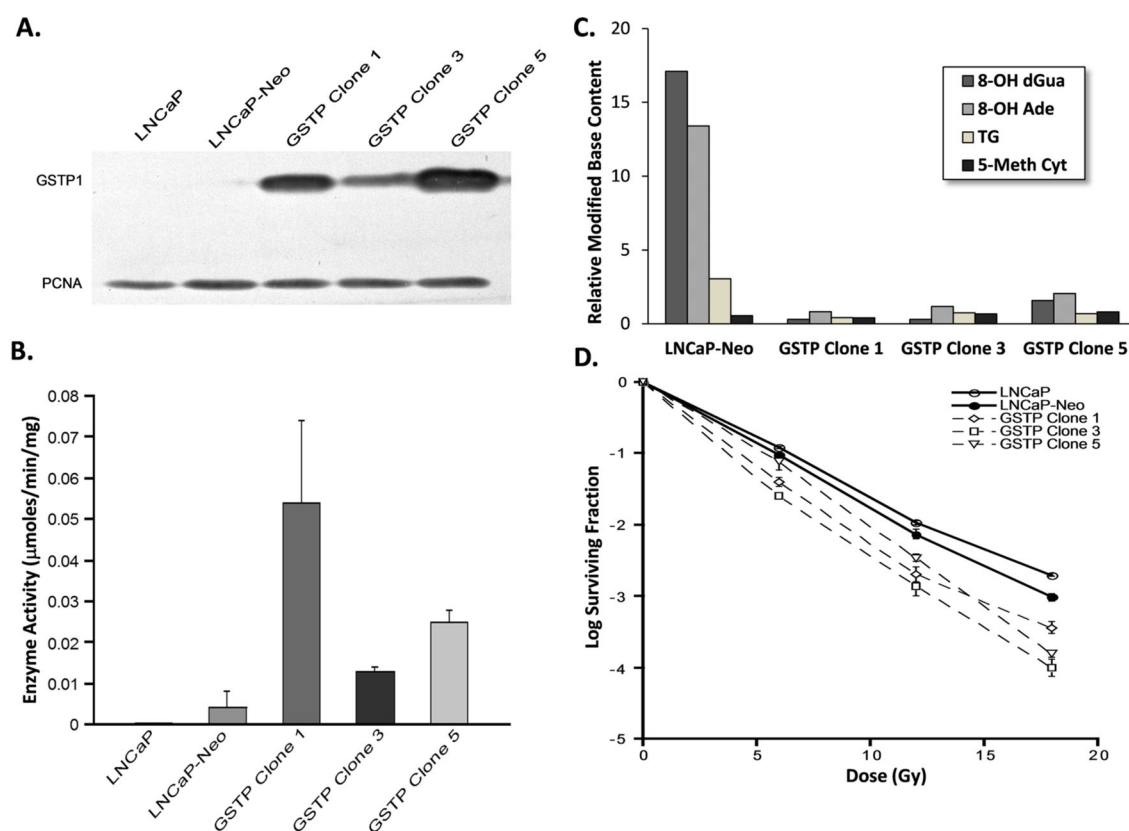 A.
LNCaP
LNCaP-Neo
GSTP Clone 1
GSTP Clone 3
GSTP Clone 5
GSTP1
PCNA
B.
Enzyme Activity (μmoles/min/mg)
0.08
0.07
0.06
0.05
0.04
0.03
0.02
0.01
0
LNCaP
LNCaP-Neo
GSTP Clone 1
GSTP Clone 3
GSTP Clone 5
C.
Relative Modified Base Content
20
15
10
5
0
8-OH dGua
8-OH Ade
TG
5-Meth Cyt
LNCaP-Neo
GSTP Clone 1
GSTP Clone 3
GSTP Clone 5
D.
Log Surviving Fraction
0
-1
-2
-3
-4
-5
LNCaP
LNCaP-Neo
GSTP Clone 1
GSTP Clone 3
GSTP Clone 5
0
5
10
15
20
Dose (Gy)